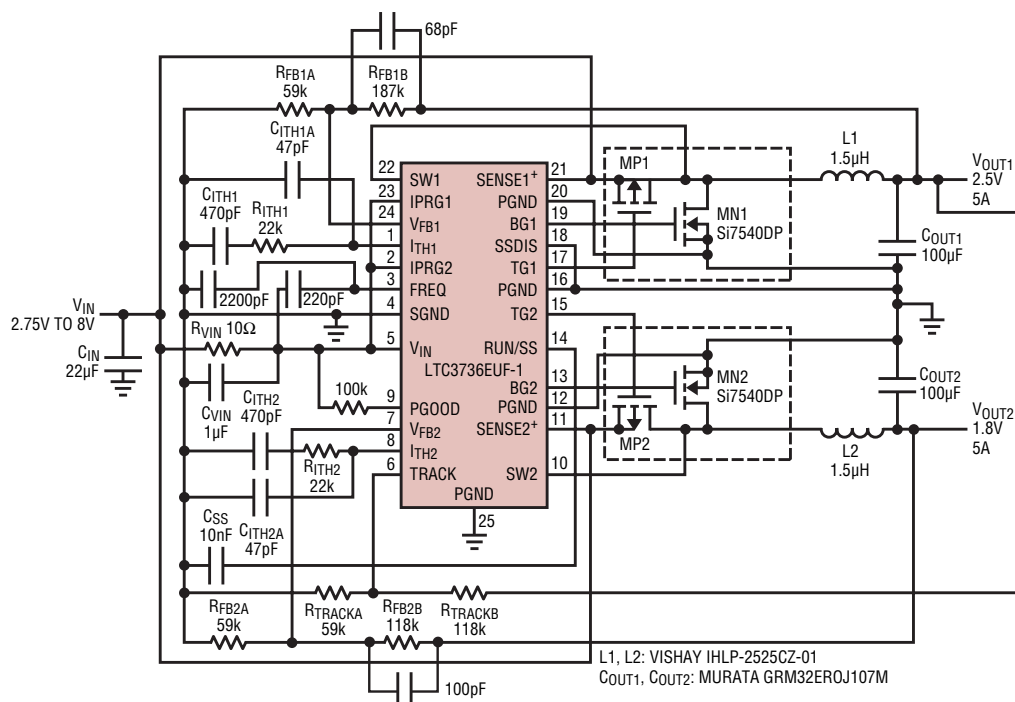 68pF
RFB1A
59k
RFB1B
187k
CITH1A
47pF
CITH1
470pF
RITH1
22k
2200pF
220pF
VIN
2.75V TO 8V
CIN
22µF
RVIN 10Ω
CVIN
1µF
100k
CITH2
470pF
RITH2
22k
CITH2A
47pF
CSS
10nF
22
23
24
1
2
3
4
5
9
7
8
6
SW1
IPRG1
VFB1
ITH1
IPRG2
FREQ
SGND
VIN
LTC3736EUF-1
PGOOD
VFB2
ITH2
TRACK
PGND
25
SENSE1+
PGND
BG1
SSDIS
TG1
PGND
TG2
RUN/SS
BG2
PGND
SENSE2+
SW2
21
20
19
18
17
16
15
14
13
12
11
10
MP1
MN1
Si7540DP
L1
1.5µH
VOUT1
2.5V
5A
COUT1
100µF
MN2
Si7540DP
MP2
COUT2
100µF
VOUT2
1.8V
5A
L2
1.5µH
RFB2A
59k
RTRACKA
59k
RFB2B
118k
RTRACKB
118k
100pF
L1, L2: VISHAY IHLP-2525CZ-01
COUT1, COUT2: MURATA GRM32EROJ107M